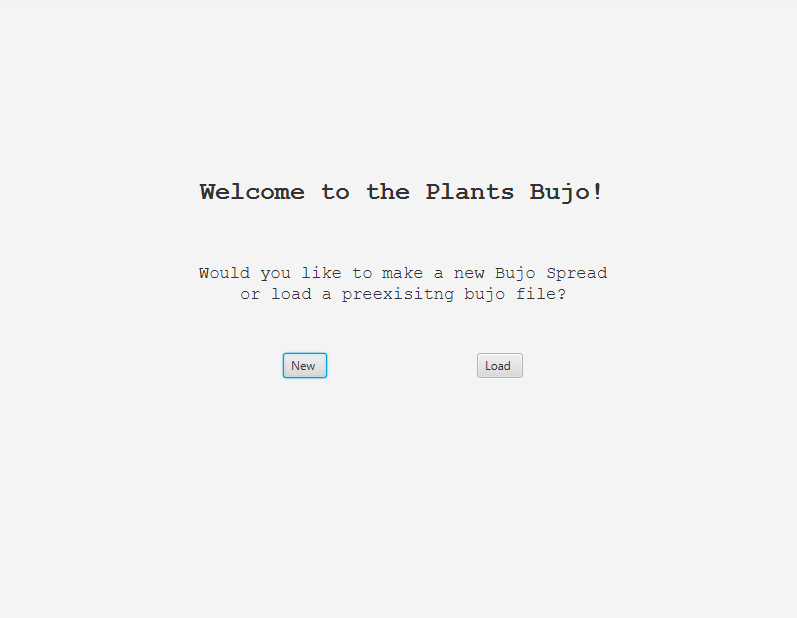 Welcome to the Plants Bujo!
Would you like to make a new Bujo Spread
or load a preexisitng bujo file?
New
Load